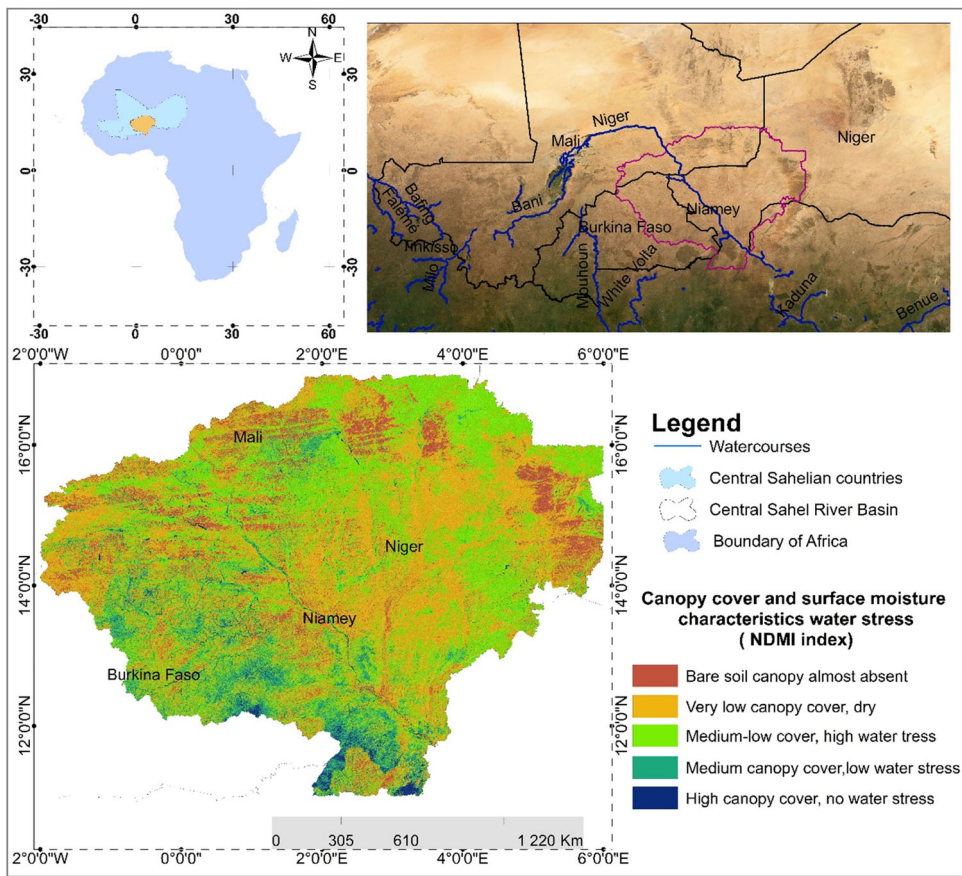 -30 0 30 60
N
W E
S
30 30
0 0
-30 -30
-30 0 30 60
Niger
Mali
Niger
Bani
Bafing
Falémé
Tinkisso
Milo
Burkina Faso
Niamey
Mouhoun
White Volta
Kaduna
Benue
2°0'0"W 0°0'0" 2°0'0"E 4°0'0"E 6°0'0"E
16°0'0"N 16°0'0"N
14°0'0"N 14°0'0"N
12°0'0"N 12°0'0"N
Mali
Niger
Niamey
Burkina Faso
0 305 610 1 220 Km
2°0'0"W 0°0'0" 2°0'0"E 4°0'0"E 6°0'0"E
Legend
Watercourses
Central Sahelian countries
Central Sahel River Basin
Boundary of Africa
Canopy cover and surface moisture
characteristics water stress
( NDMI index)
Bare soil canopy almost absent
Very low canopy cover, dry
Medium-low cover, high water tress
Medium canopy cover,low water stress
High canopy cover, no water stress